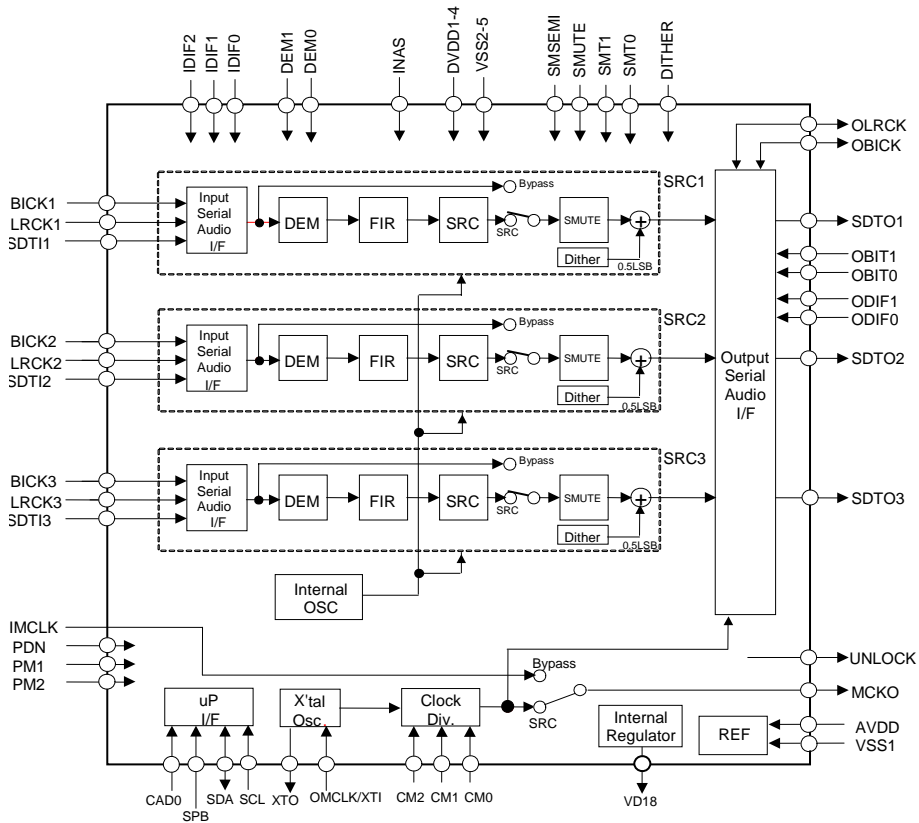 IDIF2
IDIF1
IDIF0
DEM1
DEM0
INAS
DVDD1-4
VSS2-5
SMSEMI
SMUTE
SMT1
SMT0
DITHER
OLRCK
OBICK
SRC1
BICK1
LRCK1
SDTI1
Input
Serial
Audio
I/F
DEM
FIR
SRC
Bypass
SRC
SMUTE
Dither
0.5LSB
SDTO1
OBIT1
OBIT0
ODIF1
ODIF0
SRC2
BICK2
LRCK2
SDTI2
Input
Serial
Audio
I/F
DEM
FIR
SRC
Bypass
SRC
SMUTE
Dither
0.5LSB
Output
Serial
Audio
I/F
SDTO2
SRC3
BICK3
LRCK3
SDTI3
Input
Serial
Audio
I/F
DEM
FIR
SRC
Bypass
SRC
SMUTE
Dither
0.5LSB
SDTO3
Internal
OSC
IMCLK
PDN
PM1
PM2
Bypass
SRC
UNLOCK
MCKO
uP
I/F
X'tal
Osc.
Clock
Div.
Internal
Regulator
REF
AVDD
VSS1
CAD0
SPB
SDA
SCL
XTO
OMCLK/XTI
CM2
CM1
CM0
VD18